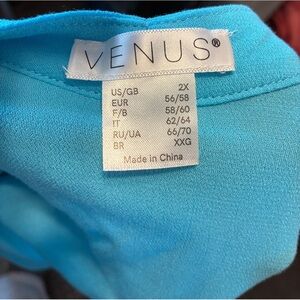 VENUS®
US/GB 2X
EUR 56/58
F/B 58/60
IT 62/64
RU/UA 66/70
BR XXG
Made in China